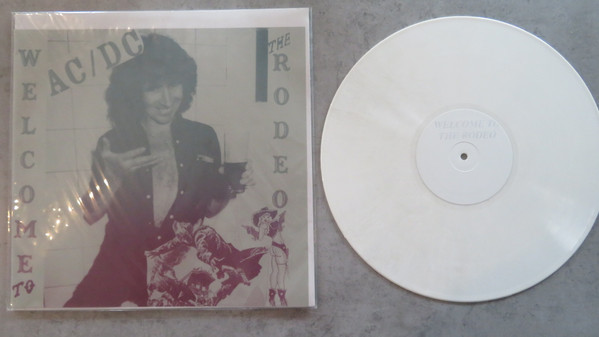 WELCOME TO
AC/DC
THE
RODEO
WELCOME TO
THE RODEO